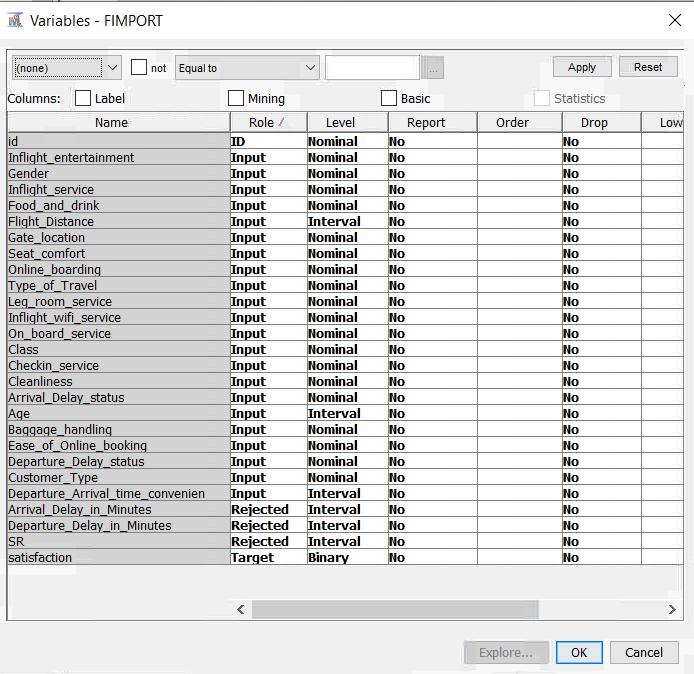 Variables - FIMPORT
(none) not Equal to ... Apply Reset
Columns: Label Mining Basic Statistics
Name Role Level Report Order Drop Low
id ID Nominal No No
Inflight_entertainment Input Nominal No No
Gender Input Nominal No No
Inflight_service Input Nominal No No
Food_and_drink Input Nominal No No
Flight_Distance Input Interval No No
Gate_location Input Nominal No No
Seat_comfort Input Nominal No No
Online_boarding Input Nominal No No
Type_of_Travel Input Nominal No No
Leg_room_service Input Nominal No No
Inflight_wifi_service Input Nominal No No
On_board_service Input Nominal No No
Class Input Nominal No No
Checkin_service Input Nominal No No
Cleanliness Input Nominal No No
Arrival_Delay_status Input Nominal No No
Age Input Interval No No
Baggage_handling Input Nominal No No
Ease_of_Online_booking Input Nominal No No
Departure_Delay_status Input Nominal No No
Customer_Type Input Nominal No No
Departure_Arrival_time_convenien Input Interval No No
Arrival_Delay_in_Minutes Rejected Interval No No
Departure_Delay_in_Minutes Rejected Interval No No
SR Rejected Interval No No
satisfaction Target Binary No No
Explore... OK Cancel